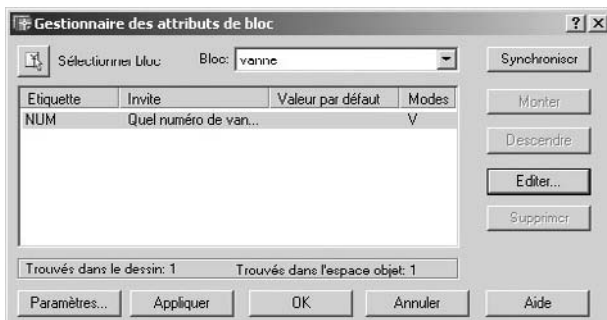 Gestionnaire des attributs de bloc
Sélectionner bloc Bloc: vanne Synchroniser
Etiquette Invite Valeur par défaut Modes
NUM Quel numéro de van... V
Monter
Descendre
Editer...
Supprimer
Trouvés dans le dessin: 1 Trouvés dans l'espace objet: 1
Paramètres... Appliquer OK Annuler Aide